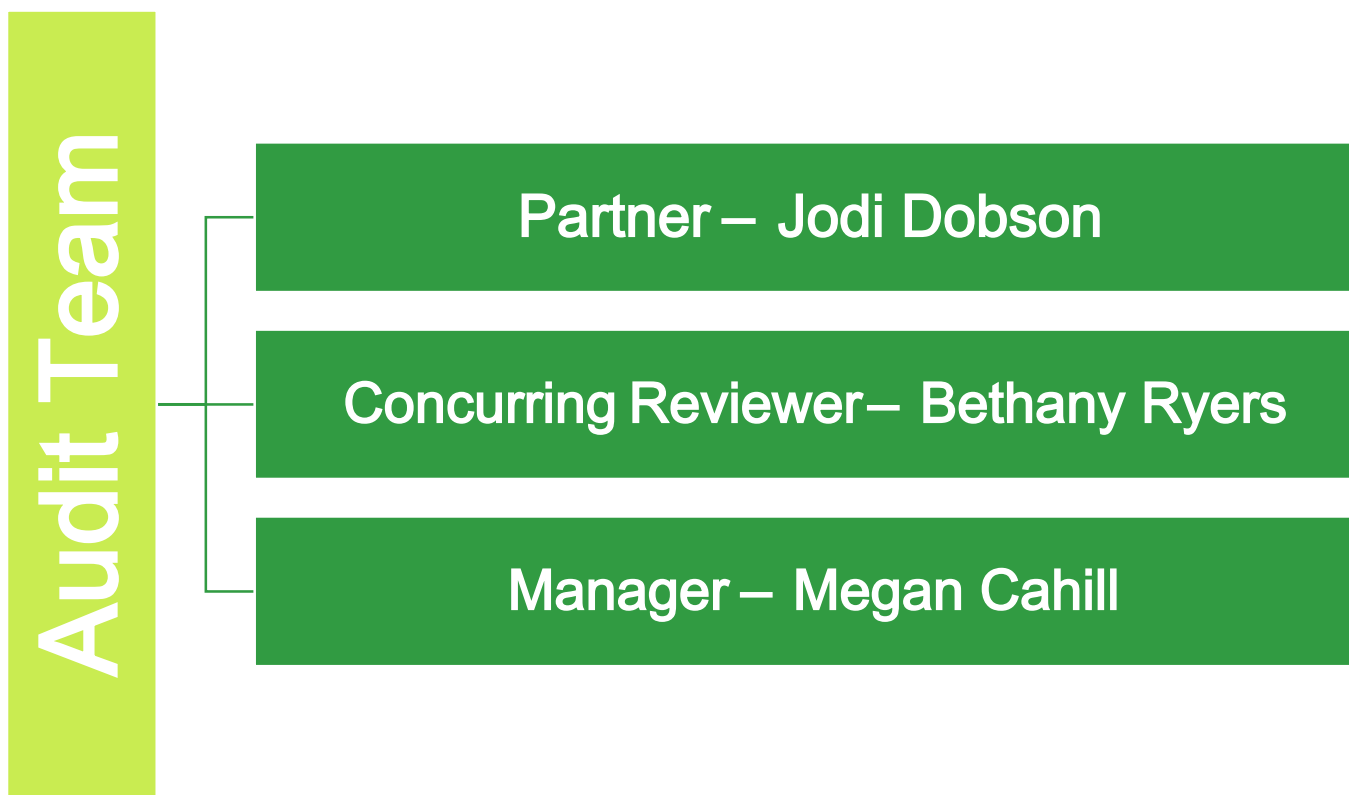 Audit Team
Partner – Jodi Dobson
Concurring Reviewer – Bethany Ryers
Manager – Megan Cahill